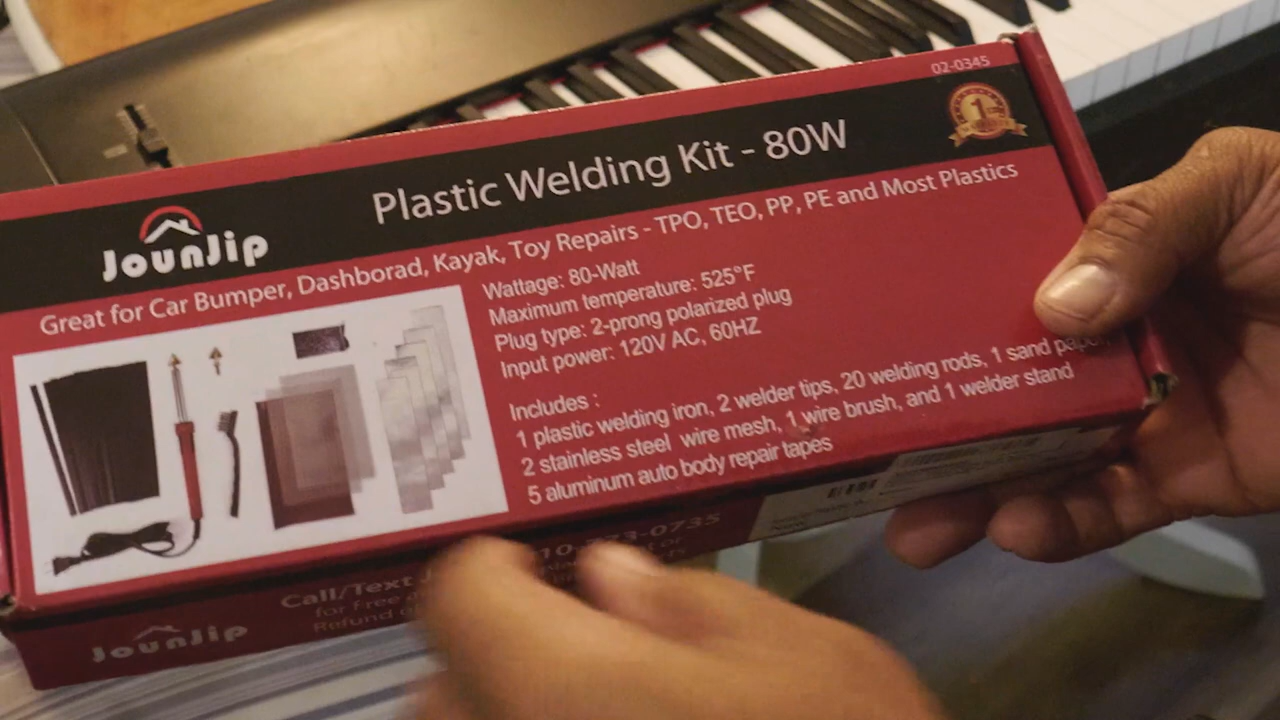 02-0345
1
Plastic Welding Kit - 80W
JounJip
Great for Car Bumper, Dashborad, Kayak, Toy Repairs - TPO, TEO, PP, PE and Most Plastics
Wattage: 80-Watt
Maximum temperature: 525°F
Plug type: 2-prong polarized plug
Input power: 120V AC, 60HZ
Includes :
1 plastic welding iron, 2 welder tips, 20 welding rods, 1 sand paper,
2 stainless steel wire mesh, 1 wire brush, and 1 welder stand
5 aluminum auto body repair tapes
JounJip
Call/Text
for Free
Refund